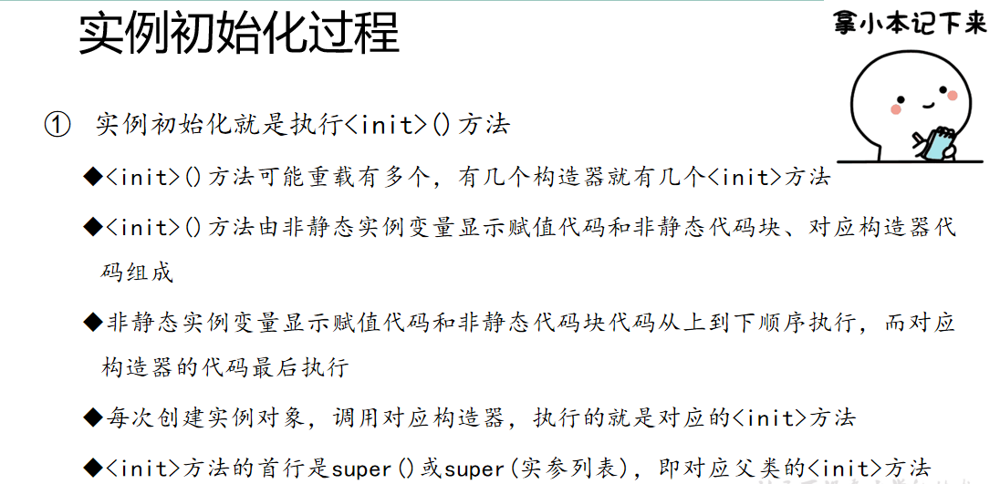 实例初始化过程
拿小本记下来
① 实例初始化就是执行<init>()方法
◆<init>()方法可能重载有多个，有几个构造器就有几个<init>方法
◆<init>()方法由非静态实例变量显示赋值代码和非静态代码块、对应构造器代
码组成
◆非静态实例变量显示赋值代码和非静态代码块代码从上到下顺序执行，而对应
构造器的代码最后执行
◆每次创建实例对象，调用对应构造器，执行的就是对应的<init>方法
◆<init>方法的首行是super()或super(实参列表)，即对应父类的<init>方法